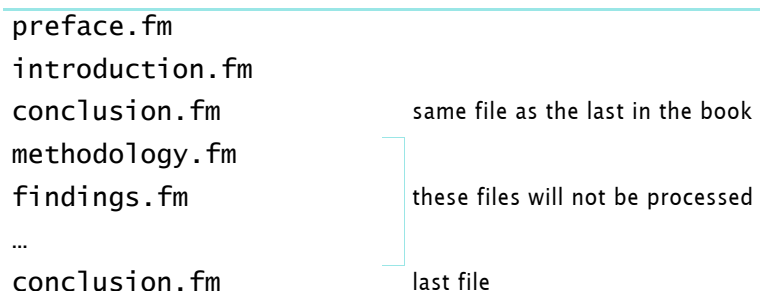 preface.fm
introduction.fm
conclusion.fm same file as the last in the book
methodology.fm
findings.fm these files will not be processed
…
conclusion.fm last file